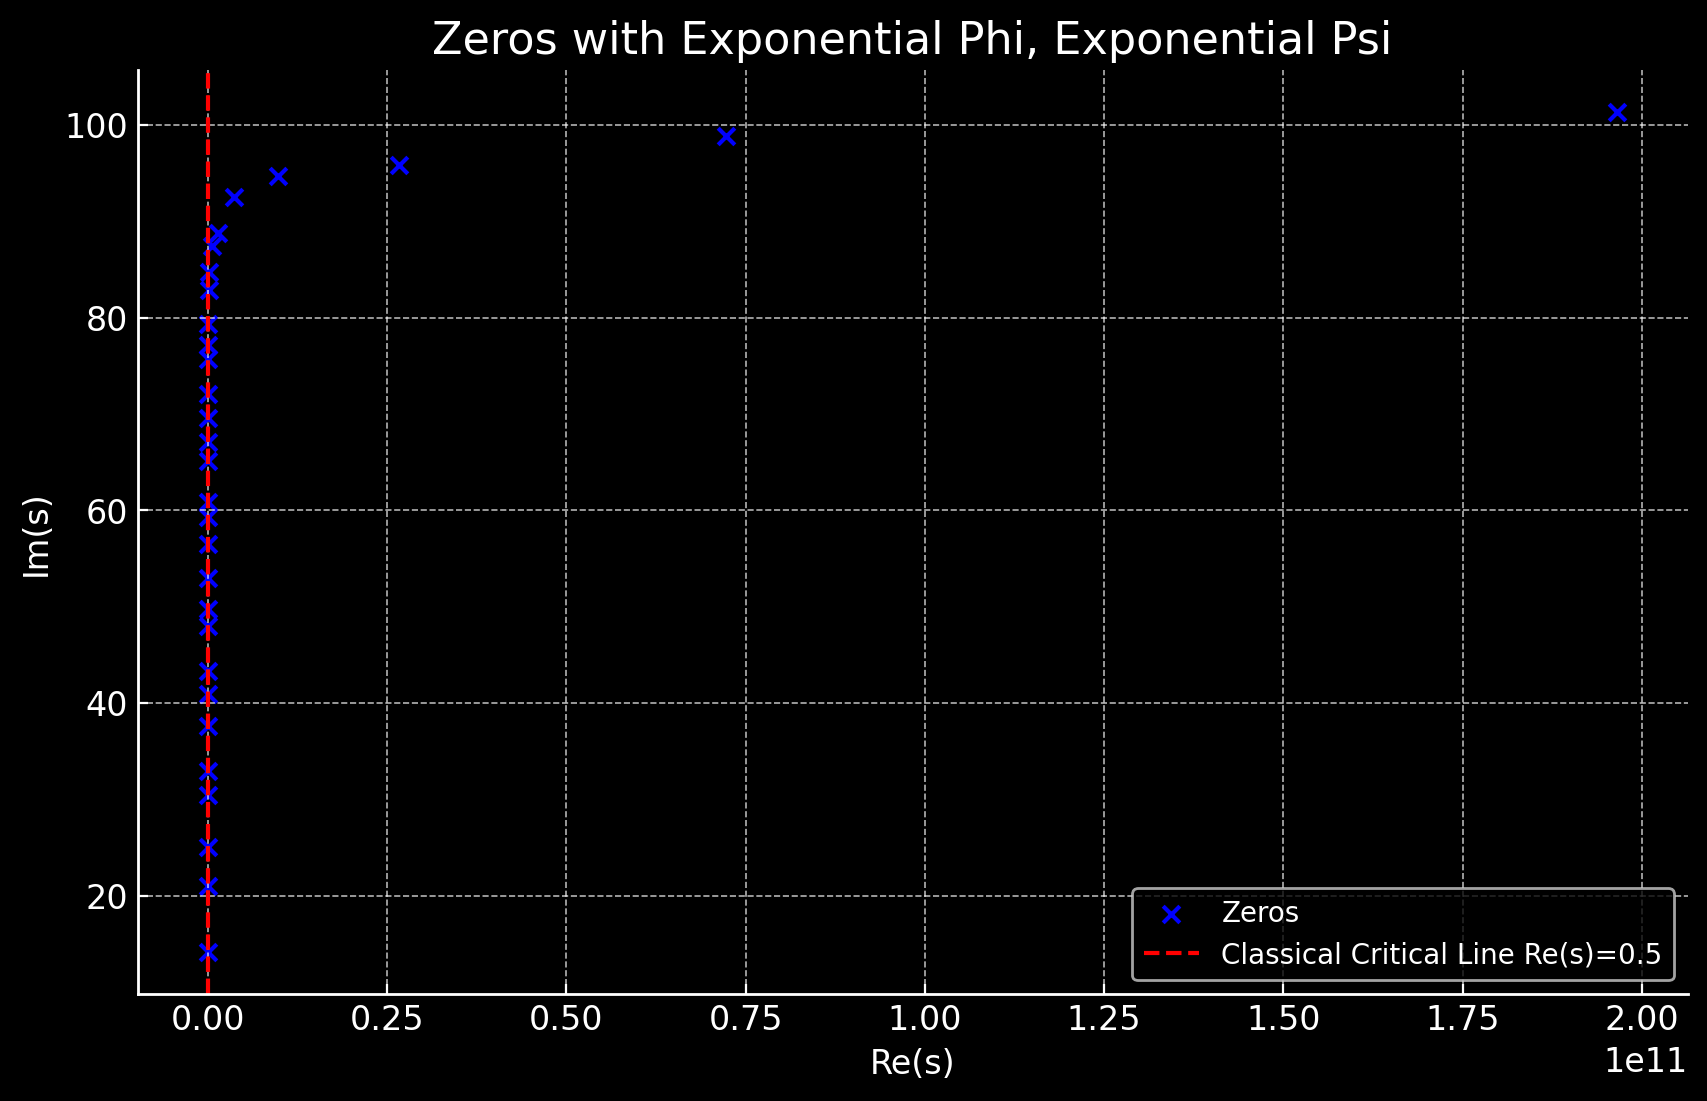 Zeros with Exponential Phi, Exponential Psi
100
80
60
40
20
Im(s)
Zeros
Classical Critical Line Re(s)=0.5
0.00 0.25 0.50 0.75 1.00 1.25 1.50 1.75 2.00
1e11
Re(s)